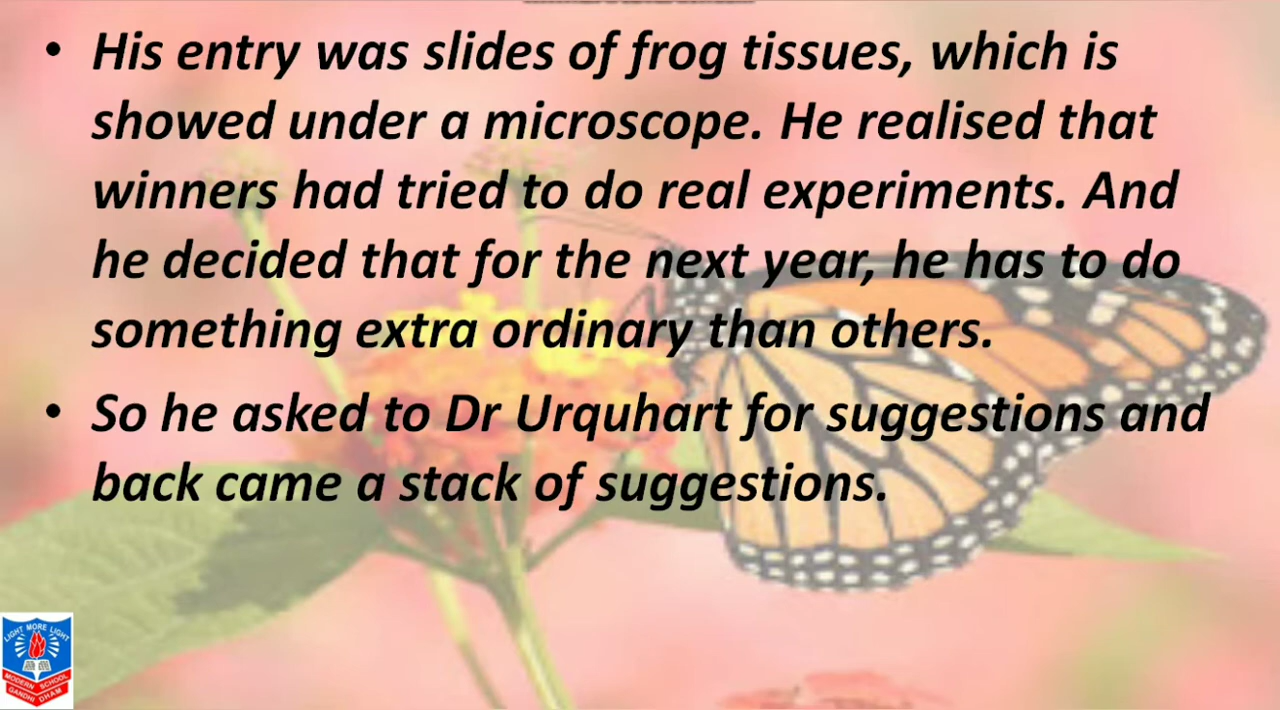 • His entry was slides of frog tissues, which is
showed under a microscope. He realised that
winners had tried to do real experiments. And
he decided that for the next year, he has to do
something extra ordinary than others.
• So he asked to Dr Urquhart for suggestions and
back came a stack of suggestions.
LIGHT MORE LIGHT
MODERN SCHOOL
GANDHI DHAM